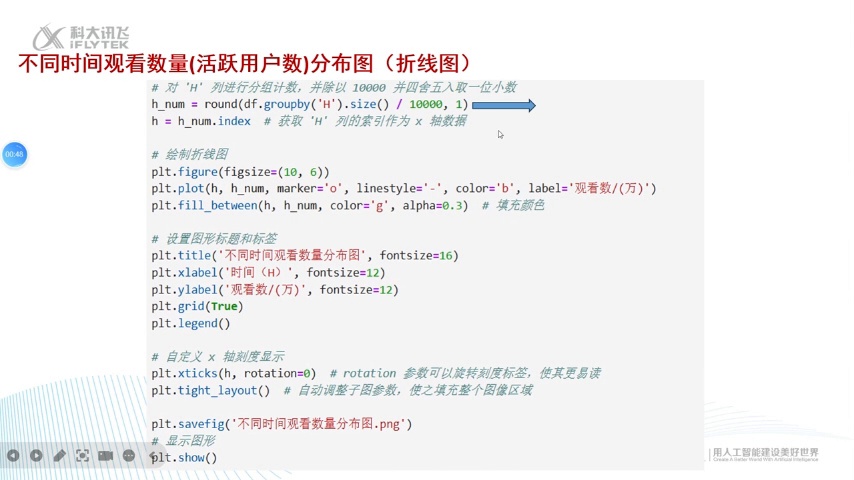 科大讯飞
iFLYTEK
不同时间观看数量(活跃用户数)分布图（折线图）
# 对 'H' 列进行分组计数，并除以 10000 并四舍五入取一位小数
h_num = round(df.groupby('H').size() / 10000, 1)
h = h_num.index  # 获取 'H' 列的索引作为 x 轴数据
00:48
# 绘制折线图
plt.figure(figsize=(10, 6))
plt.plot(h, h_num, marker='o', linestyle='-', color='b', label='观看数/(万)')
plt.fill_between(h, h_num, color='g', alpha=0.3)  # 填充颜色
# 设置图形标题和标签
plt.title('不同时间观看数量分布图', fontsize=16)
plt.xlabel('时间（H）', fontsize=12)
plt.ylabel('观看数/(万)', fontsize=12)
plt.grid(True)
plt.legend()
# 自定义 x 轴刻度显示
plt.xticks(h, rotation=0)  # rotation 参数可以旋转刻度标签，使其更易读
plt.tight_layout()  # 自动调整子图参数，使之填充整个图像区域
plt.savefig('不同时间观看数量分布图.png')
# 显示图形
plt.show()
用人工智能建设美好世界
Create A Better World With Artificial Intelligence